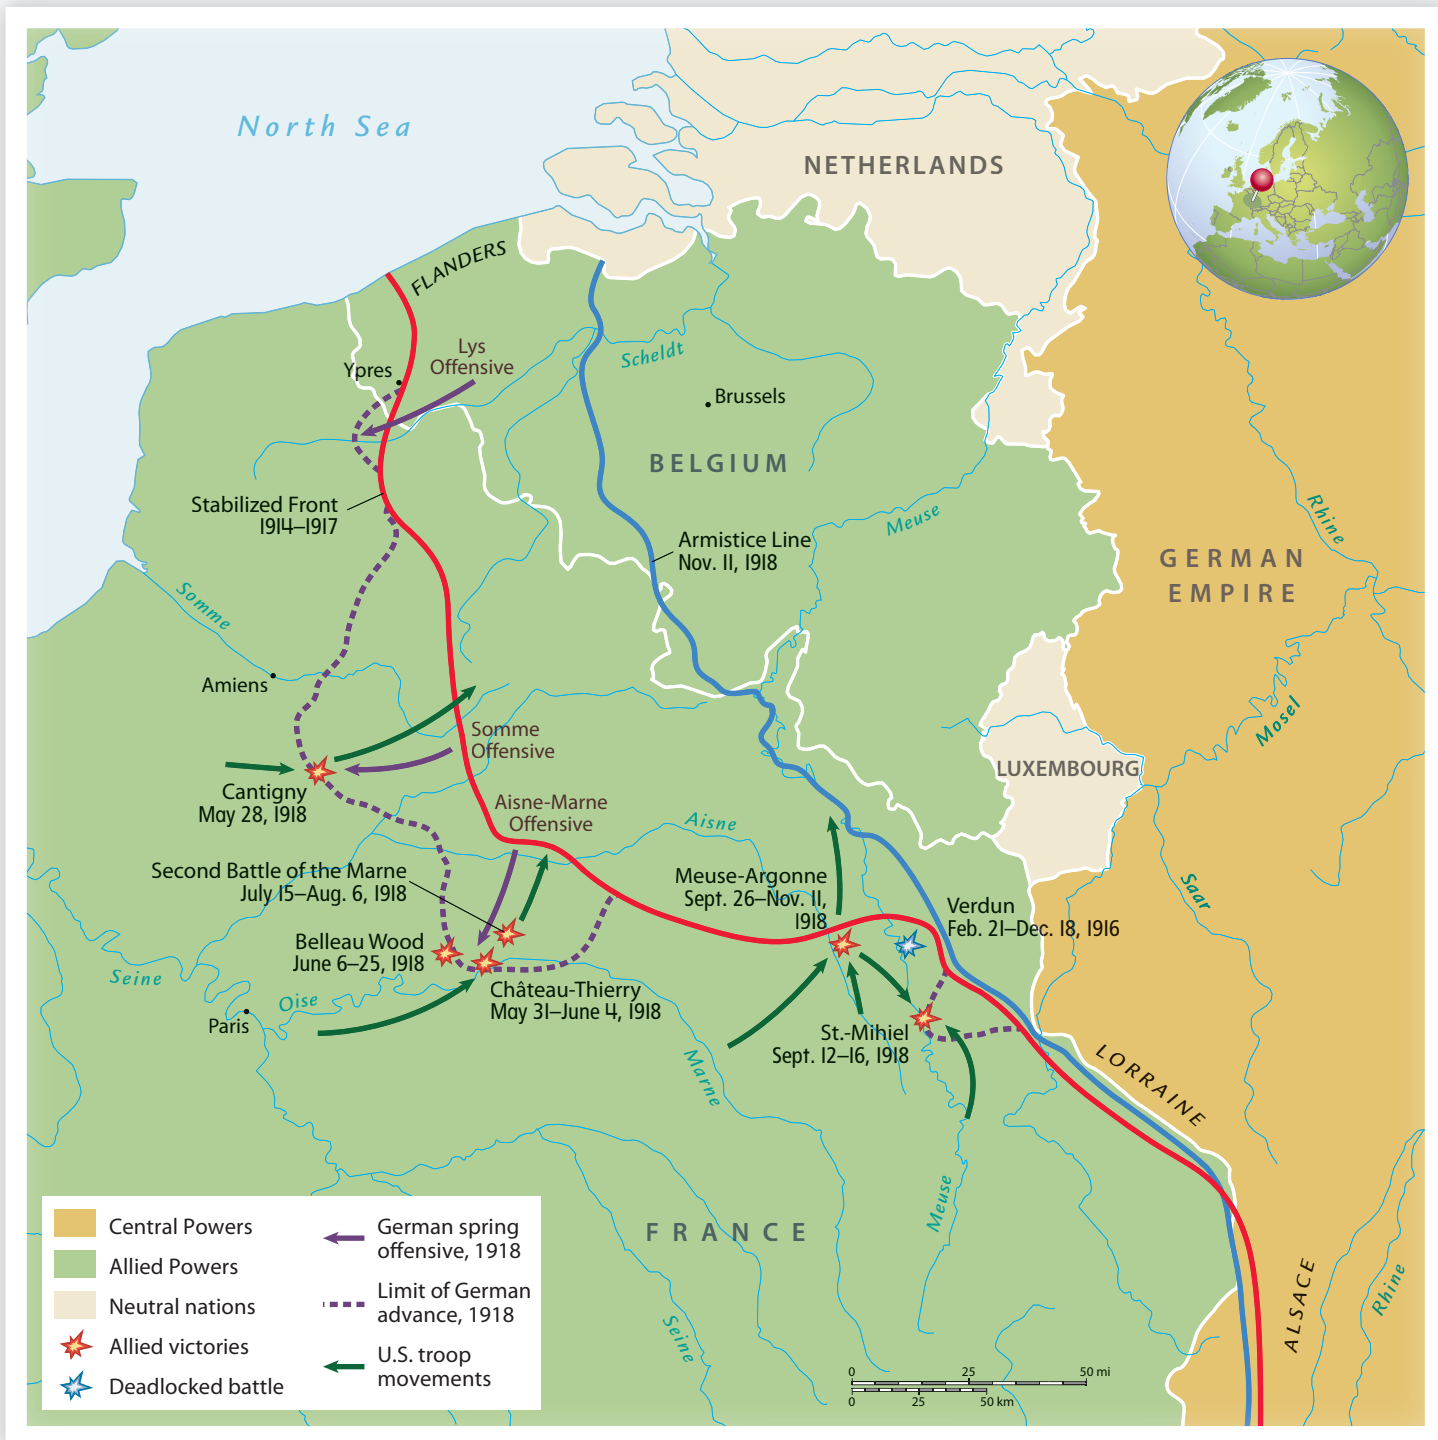 North Sea
NETHERLANDS
FLANDERS
Lys
Offensive
Ypres
Scheldt
Brussels
BELGIUM
Stabilized Front
1914–1917
Meuse
Rhine
Armistice Line
Nov. 11, 1918
GERMAN
EMPIRE
Somme
Amiens
Mosel
Somme
Offensive
LUXEMBOURG
Cantigny
May 28, 1918
Aisne-Marne
Offensive
Aisne
Second Battle of the Marne
July 15–Aug. 6, 1918
Meuse-Argonne
Sept. 26–Nov. 11,
1918
Saar
Verdun
Feb. 21–Dec. 18, 1916
Belleau Wood
June 6–25, 1918
Seine
Oise
Château-Thierry
May 31–June 4, 1918
Paris
St.-Mihiel
Sept. 12–16, 1918
Marne
LORRAINE
Meuse
FRANCE
ALSACE
Rhine
Seine
Central Powers
Allied Powers
Neutral nations
Allied victories
Deadlocked battle
German spring
offensive, 1918
Limit of German
advance, 1918
U.S. troop
movements
0 25 50 mi
0 25 50 km